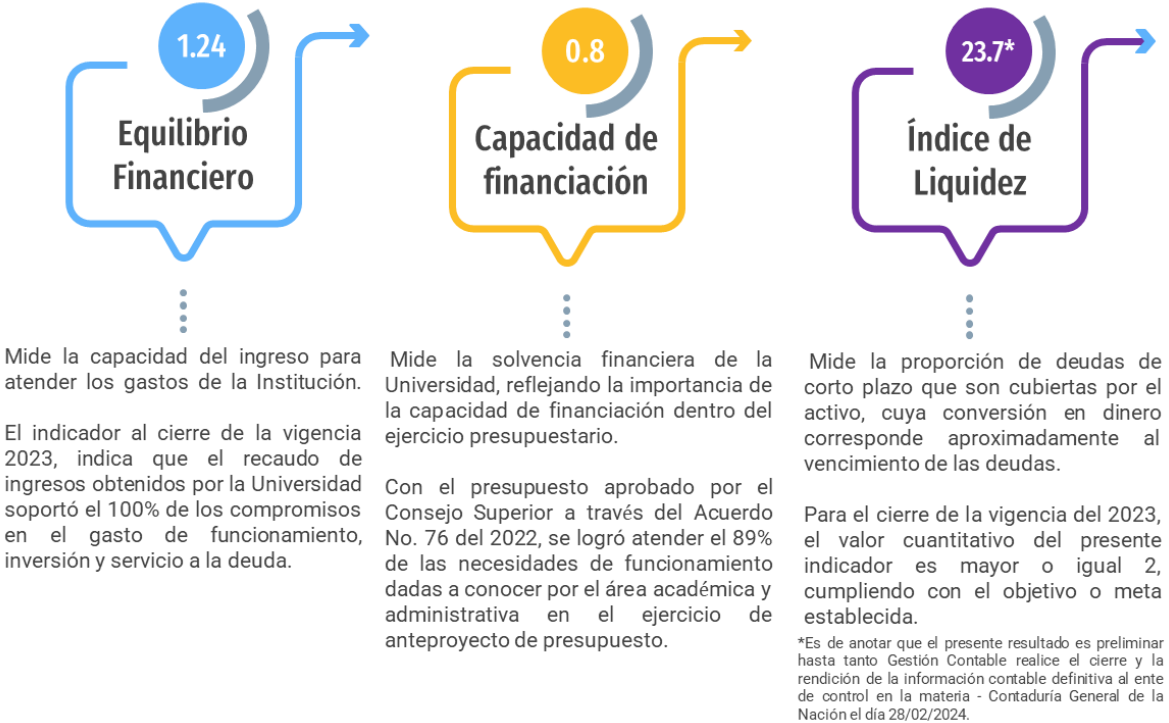 1.24
Equilibrio
Financiero
Mide la capacidad del ingreso para
atender los gastos de la Institución.
El indicador al cierre de la vigencia
2023, indica que el recaudo de
ingresos obtenidos por la Universidad
soportó el 100% de los compromisos
en el gasto de funcionamiento,
inversión y servicio a la deuda.
0.8
Capacidad de
financiación
Mide la solvencia financiera de la
Universidad, reflejando la importancia de
la capacidad de financiación dentro del
ejercicio presupuestario.
Con el presupuesto aprobado por el
Consejo Superior a través del Acuerdo
No. 76 del 2022, se logró atender el 89%
de las necesidades de funcionamiento
dadas a conocer por el área académica y
administrativa en el ejercicio de
anteproyecto de presupuesto.
23.7*
Índice de
Liquidez
Mide la proporción de deudas de
corto plazo que son cubiertas por el
activo, cuya conversión en dinero
corresponde aproximadamente al
vencimiento de las deudas.
Para el cierre de la vigencia del 2023,
el valor cuantitativo del presente
indicador es mayor o igual 2,
cumpliendo con el objetivo o meta
establecida.
*Es de anotar que el presente resultado es preliminar
hasta tanto Gestión Contable realice el cierre y la
rendición de la información contable definitiva al ente
de control en la materia - Contaduría General de la
Nación el día 28/02/2024.